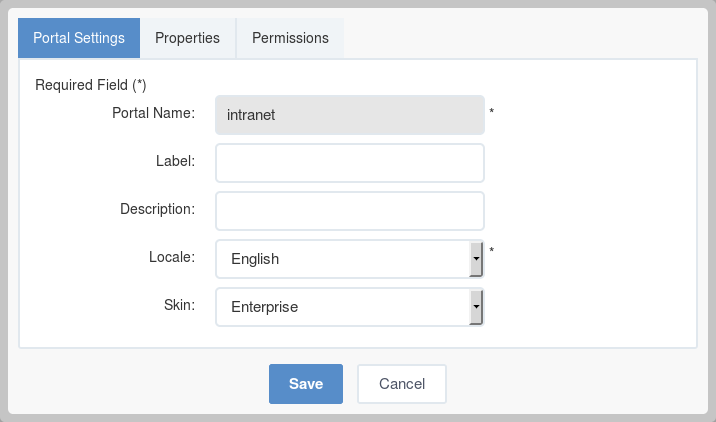 Portal Settings Properties Permissions
Required Field (*)
Portal Name: intranet *
Label:
Description:
Locale: English *
Skin: Enterprise
Save Cancel